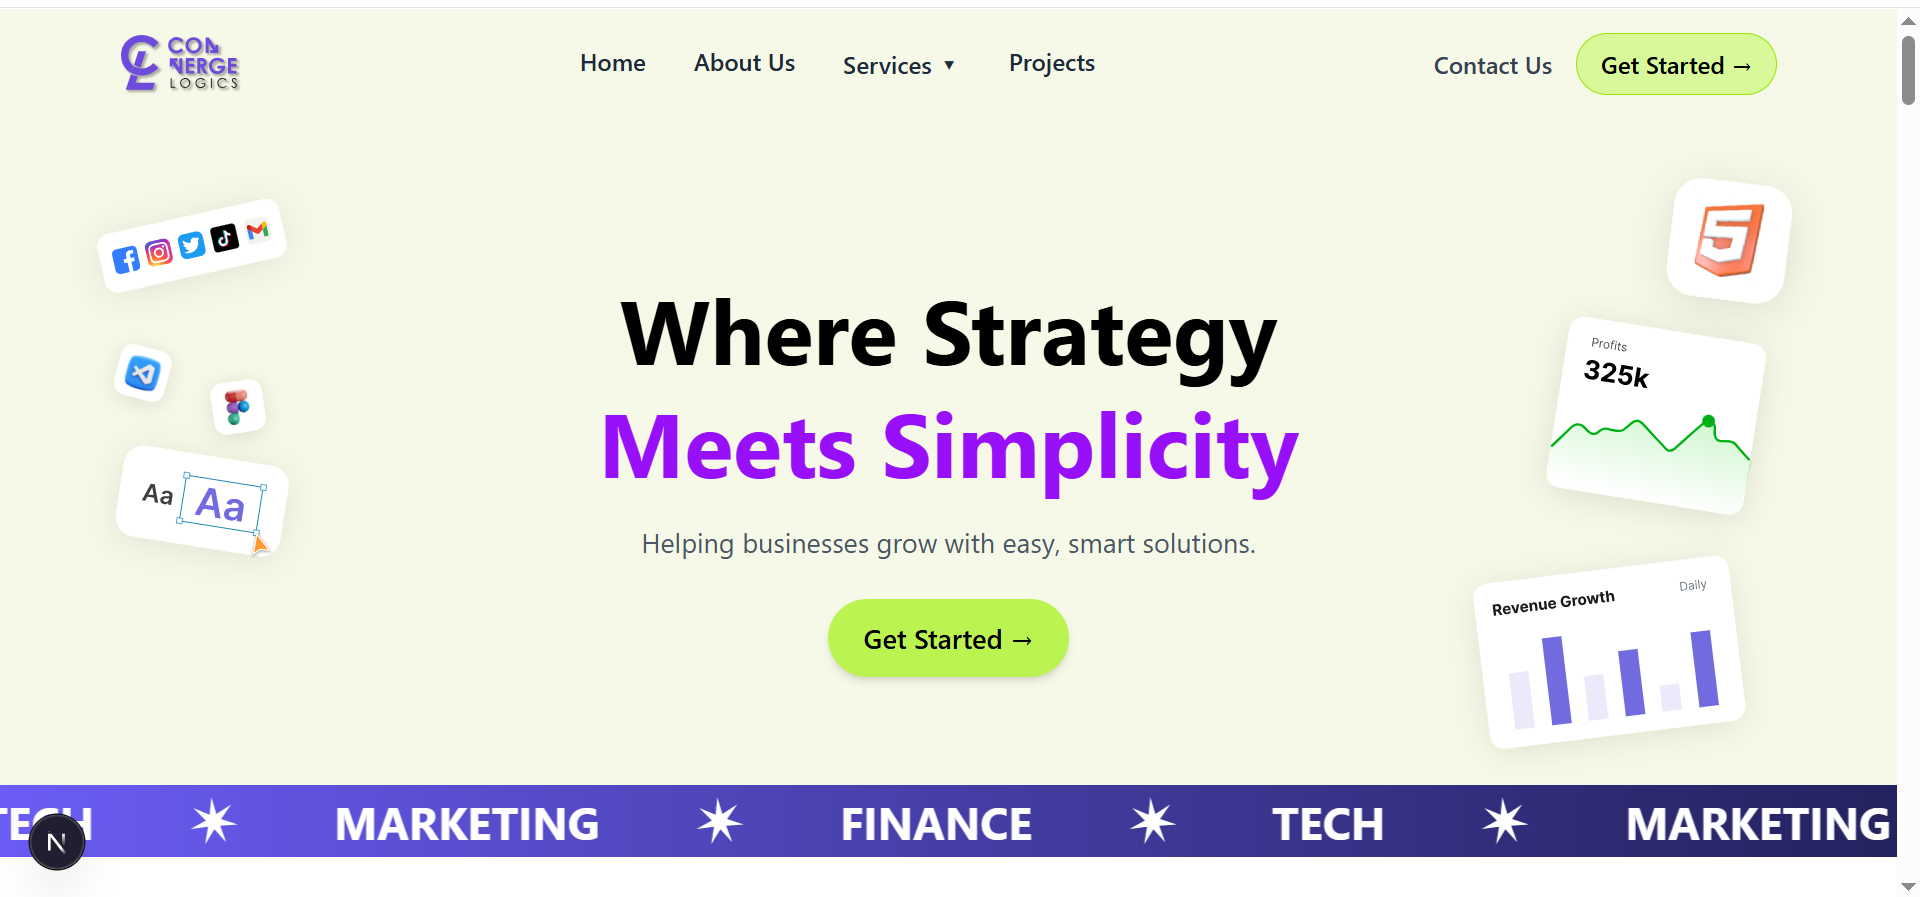 CONVERGE
LOGICS
Home
About Us
Services ▼
Projects
Contact Us
Get Started →
Where Strategy
Meets Simplicity
Helping businesses grow with easy, smart solutions.
Get Started →
Aa Aa
Profits
325k
Revenue Growth
Daily
TECH MARKETING FINANCE TECH MARKETING
N